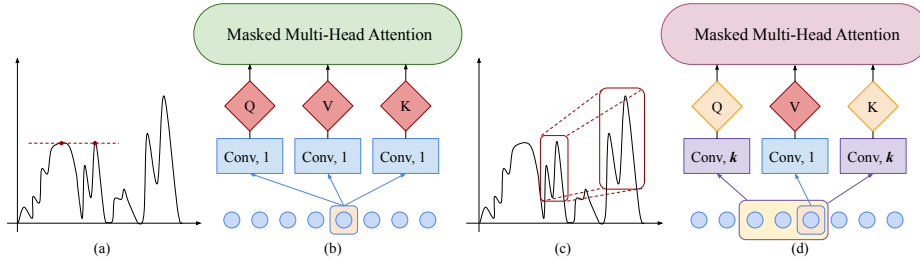 Masked Multi-Head Attention
Q V K
Conv, 1 Conv, 1 Conv, 1
Masked Multi-Head Attention
Q V K
Conv, k Conv, 1 Conv, k
(a) (b) (c) (d)